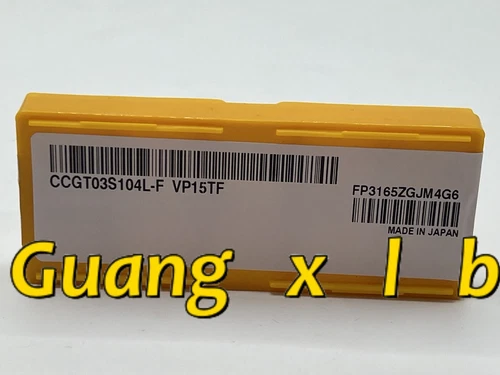 CCGT03S104L-F VP15TF
FP3165ZGJM4G6
MADE IN JAPAN
Guang x l b